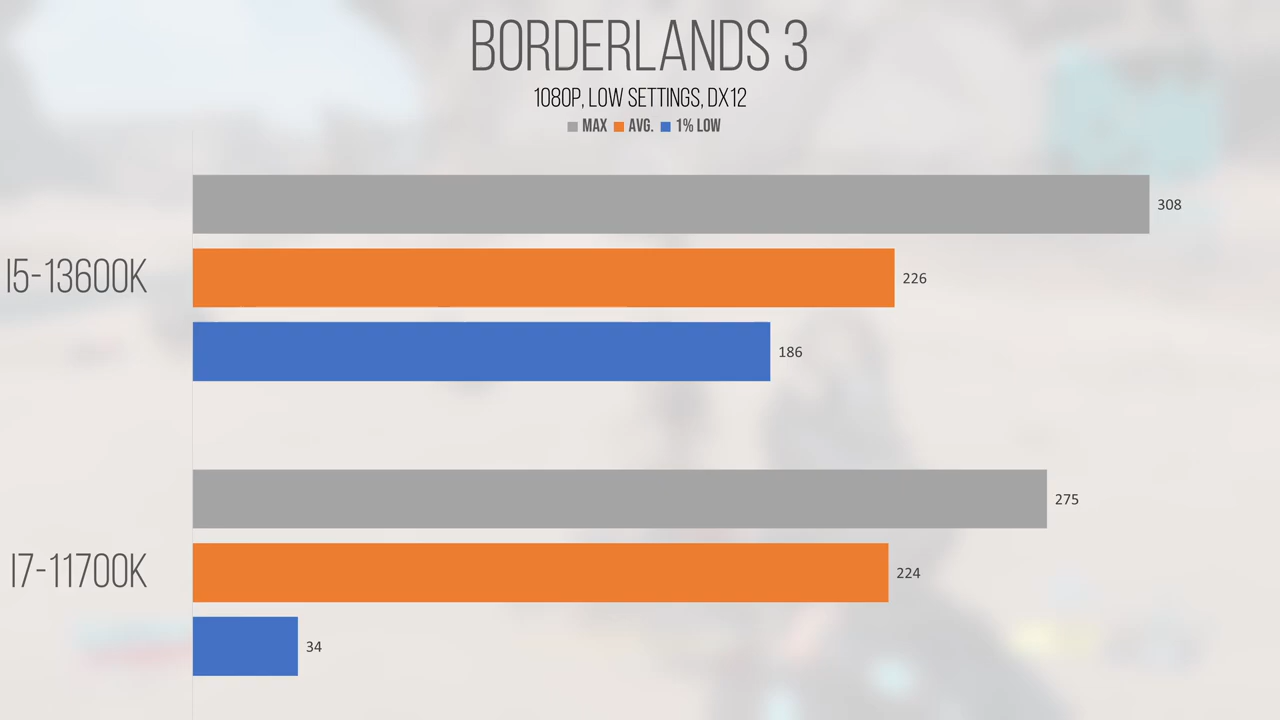 BORDERLANDS 3
1080P, LOW SETTINGS, DX12
MAX AVG. 1% LOW
308
I5-13600K
226
186
275
I7-11700K
224
34